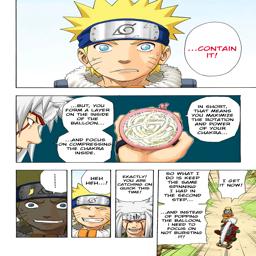 ...CONTAIN
IT!
IN SHORT,
THAT MEANS
YOU MAXIMIZE
THE ROTATION
AND POWER
OF YOUR
CHAKRA...
...BUT, YOU
FORM A LAYER
ON THE INSIDE
OF THE
BALLOON...
...AND FOCUS
ON COMPRESSING
THE CHAKRA
INSIDE.
I GET
IT NOW!
SO WHAT
I DO IS
KEEP THE
SAME
SPINNING
I HAD IN
THE SECOND
STEP...
...AND INSTEAD
OF POPPING
THE BALLOON,
I NEED TO
FOCUS ON
NOT BURSTING
IT?
EXACTLY!
YOU ARE
CATCHING ON
QUICK THIS
TIME!
HEH
HEH...!
...